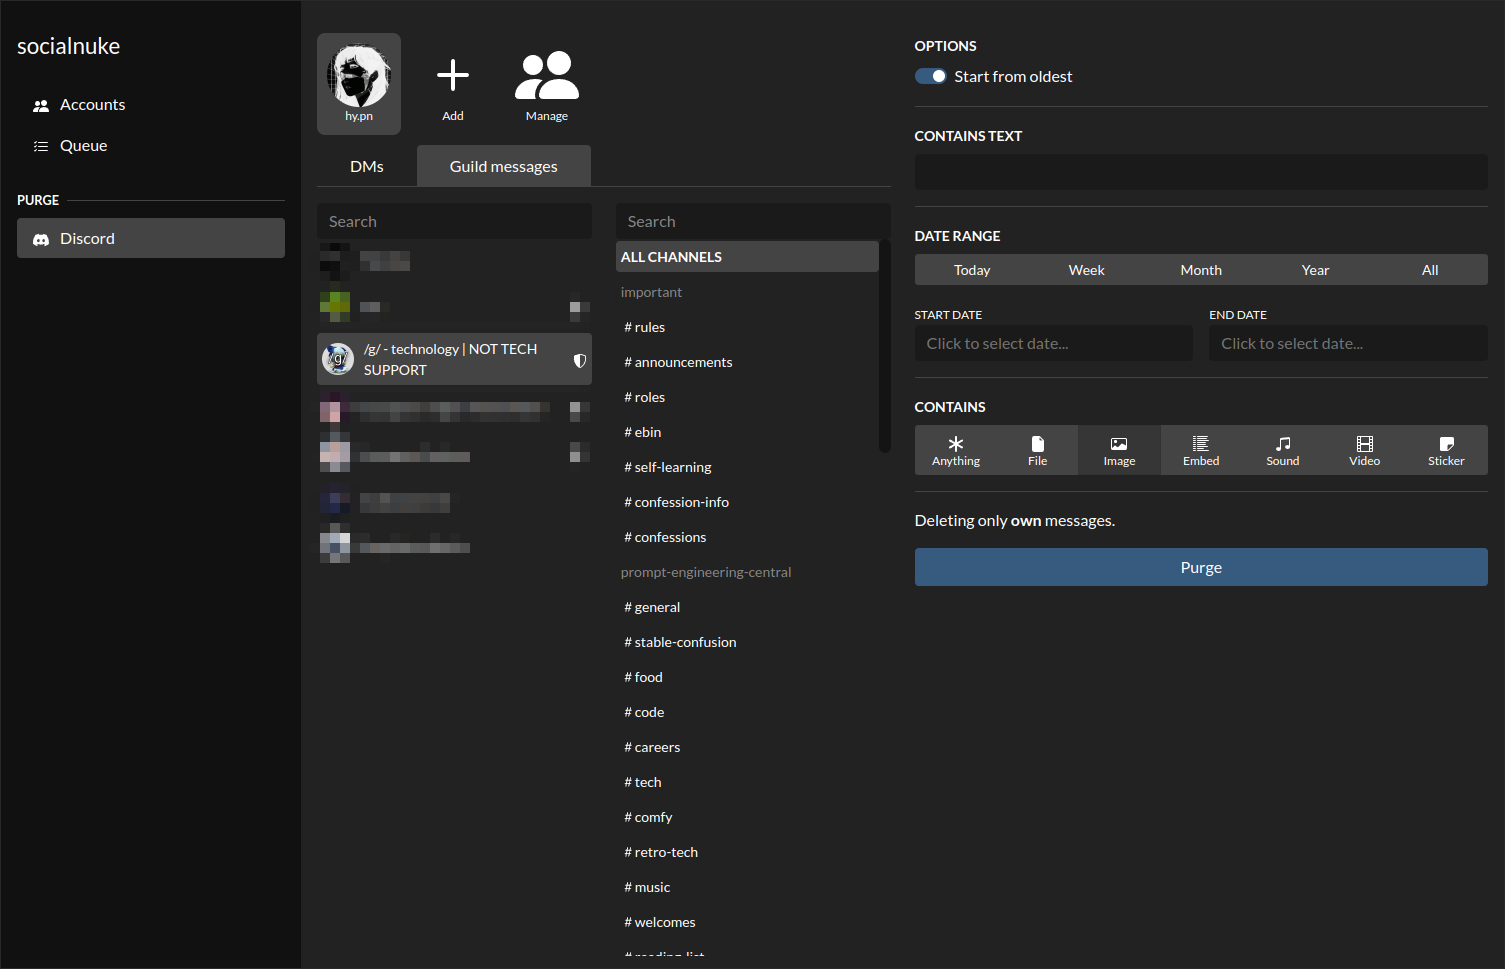 socialnuke
Accounts
Queue
PURGE
Discord
hy.pn
Add
Manage
DMs
Guild messages
Search
/g/
/g/ - technology | NOT TECH
SUPPORT
Search
ALL CHANNELS
important
# rules
# announcements
# roles
# ebin
# self-learning
# confession-info
# confessions
prompt-engineering-central
# general
# stable-confusion
# food
# code
# careers
# tech
# comfy
# retro-tech
# music
# welcomes
# reading-list
OPTIONS
Start from oldest
CONTAINS TEXT
DATE RANGE
Today
Week
Month
Year
All
START DATE
END DATE
Click to select date...
Click to select date...
CONTAINS
Anything
File
Image
Embed
Sound
Video
Sticker
Deleting only own messages.
Purge